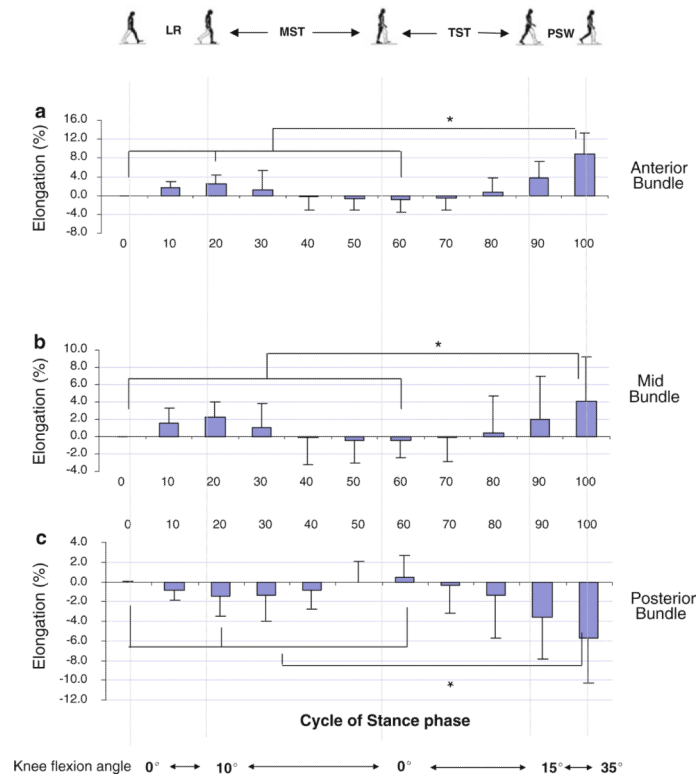 LR MST TST PSW
a
16.0
12.0
8.0
4.0
0.0
-4.0
-8.0
Elongation (%)
*
0 10 20 30 40 50 60 70 80 90 100
Anterior
Bundle
b
10.0
8.0
6.0
4.0
2.0
0.0
-2.0
-4.0
Elongation (%)
*
0 10 20 30 40 50 60 70 80 90 100
Mid
Bundle
0 10 20 30 40 50 60 70 80 90 100
c
4.0
2.0
0.0
-2.0
-4.0
-6.0
-8.0
-10.0
-12.0
Elongation (%)
*
Posterior
Bundle
Cycle of Stance phase
Knee flexion angle 0° 10° 0° 15° 35°